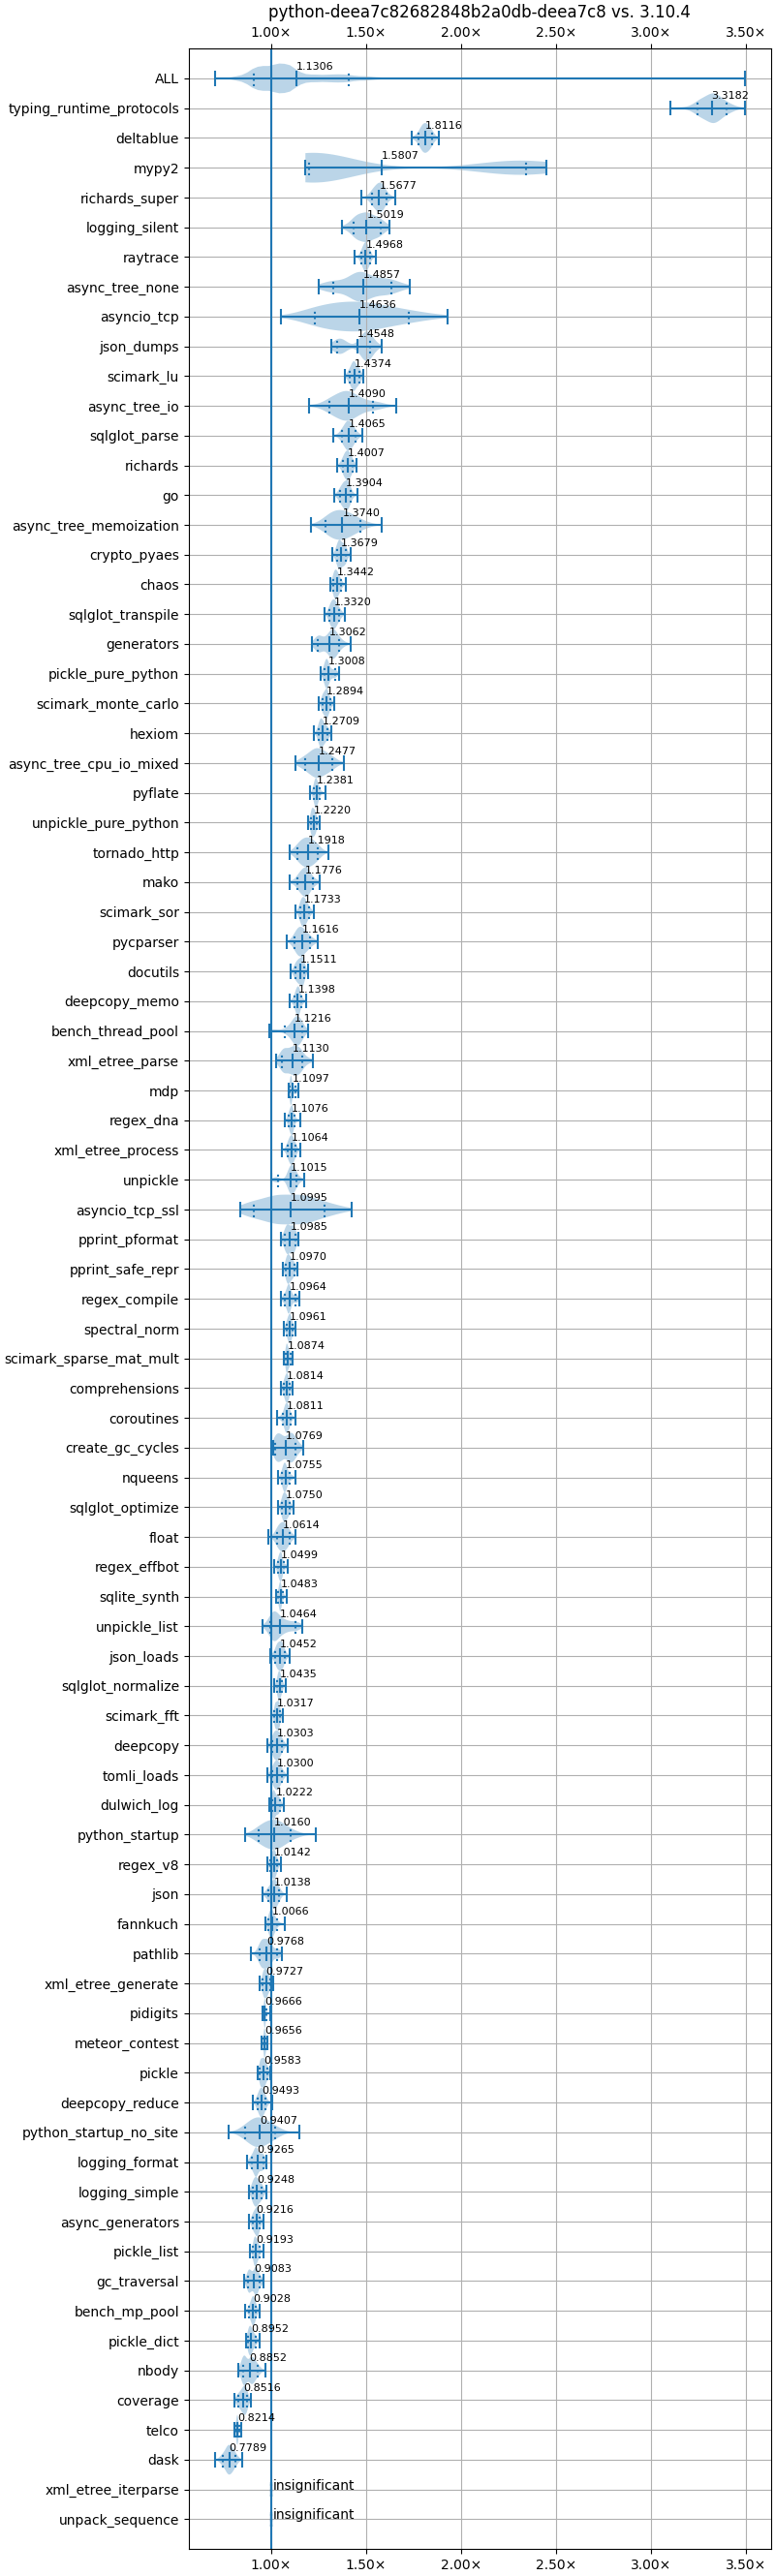 python-deea7c82682848b2a0db-deea7c8 vs. 3.10.4
1.00× 1.50× 2.00× 2.50× 3.00× 3.50×
ALL 1.1306
typing_runtime_protocols 3.3182
deltablue 1.8116
mypy2 1.5807
richards_super 1.5677
logging_silent 1.5019
raytrace 1.4968
async_tree_none 1.4857
asyncio_tcp 1.4636
json_dumps 1.4548
scimark_lu 1.4374
async_tree_io 1.4090
sqlglot_parse 1.4065
richards 1.4007
go 1.3904
async_tree_memoization 1.3740
crypto_pyaes 1.3679
chaos 1.3442
sqlglot_transpile 1.3320
generators 1.3062
pickle_pure_python 1.3008
scimark_monte_carlo 1.2894
hexiom 1.2709
async_tree_cpu_io_mixed 1.2477
pyflate 1.2381
unpickle_pure_python 1.2220
tornado_http 1.1918
mako 1.1776
scimark_sor 1.1733
pycparser 1.1616
docutils 1.1511
deepcopy_memo 1.1398
bench_thread_pool 1.1216
xml_etree_parse 1.1130
mdp 1.1097
regex_dna 1.1076
xml_etree_process 1.1064
unpickle 1.1015
asyncio_tcp_ssl 1.0995
pprint_pformat 1.0985
pprint_safe_repr 1.0970
regex_compile 1.0964
spectral_norm 1.0961
scimark_sparse_mat_mult 1.0874
comprehensions 1.0814
coroutines 1.0811
create_gc_cycles 1.0769
nqueens 1.0755
sqlglot_optimize 1.0750
float 1.0614
regex_effbot 1.0499
sqlite_synth 1.0483
unpickle_list 1.0464
json_loads 1.0452
sqlglot_normalize 1.0435
scimark_fft 1.0317
deepcopy 1.0303
tomli_loads 1.0300
dulwich_log 1.0222
python_startup 1.0160
regex_v8 1.0142
json 1.0138
fannkuch 1.0066
pathlib 0.9768
xml_etree_generate 0.9727
pidigits 0.9666
meteor_contest 0.9656
pickle 0.9583
deepcopy_reduce 0.9493
python_startup_no_site 0.9407
logging_format 0.9265
logging_simple 0.9248
async_generators 0.9216
pickle_list 0.9193
gc_traversal 0.9083
bench_mp_pool 0.9028
pickle_dict 0.8952
nbody 0.8852
coverage 0.8516
telco 0.8214
dask 0.7789
xml_etree_iterparse insignificant
unpack_sequence insignificant
1.00× 1.50× 2.00× 2.50× 3.00× 3.50×